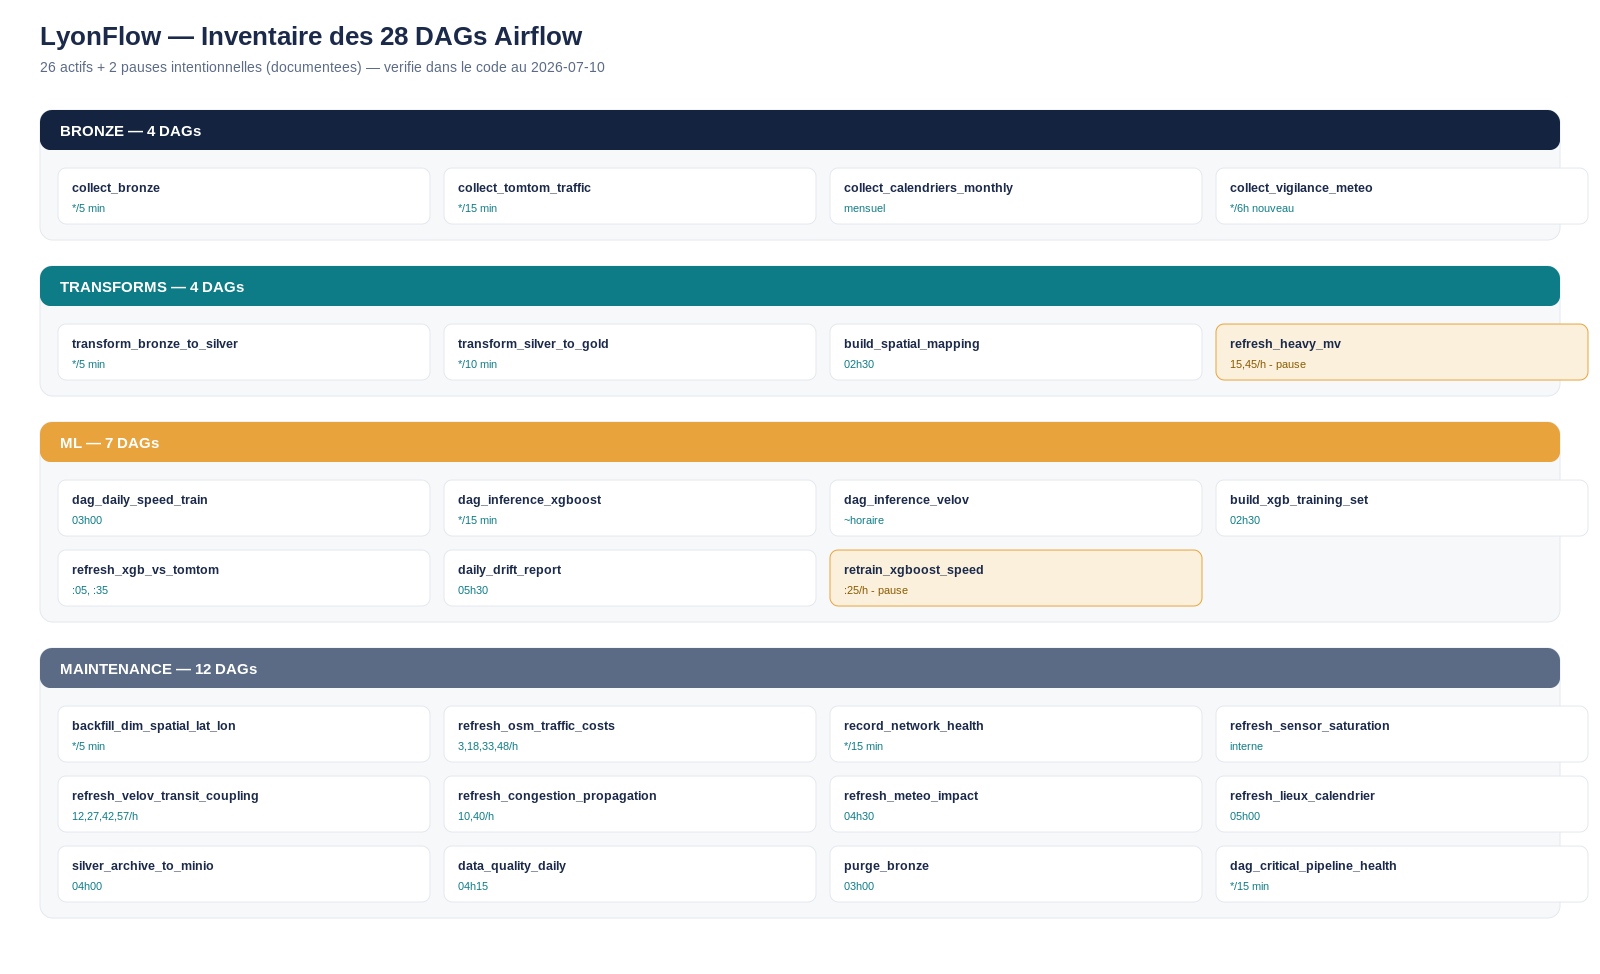 LyonFlow — Inventaire des 28 DAGs Airflow
26 actifs + 2 pauses intentionnelles (documentees) — verifie dans le code au 2026-07-10
BRONZE — 4 DAGs
collect_bronze
*/5 min
collect_tomtom_traffic
*/15 min
collect_calendriers_monthly
mensuel
collect_vigilance_meteo
*/6h nouveau
TRANSFORMS — 4 DAGs
transform_bronze_to_silver
*/5 min
transform_silver_to_gold
*/10 min
build_spatial_mapping
02h30
refresh_heavy_mv
15,45/h - pause
ML — 7 DAGs
dag_daily_speed_train
03h00
dag_inference_xgboost
*/15 min
dag_inference_velov
~horaire
build_xgb_training_set
02h30
refresh_xgb_vs_tomtom
:05, :35
daily_drift_report
05h30
retrain_xgboost_speed
:25/h - pause
MAINTENANCE — 12 DAGs
backfill_dim_spatial_lat_lon
*/5 min
refresh_osm_traffic_costs
3,18,33,48/h
record_network_health
*/15 min
refresh_sensor_saturation
interne
refresh_velov_transit_coupling
12,27,42,57/h
refresh_congestion_propagation
10,40/h
refresh_meteo_impact
04h30
refresh_lieux_calendrier
05h00
silver_archive_to_minio
04h00
data_quality_daily
04h15
purge_bronze
03h00
dag_critical_pipeline_health
*/15 min